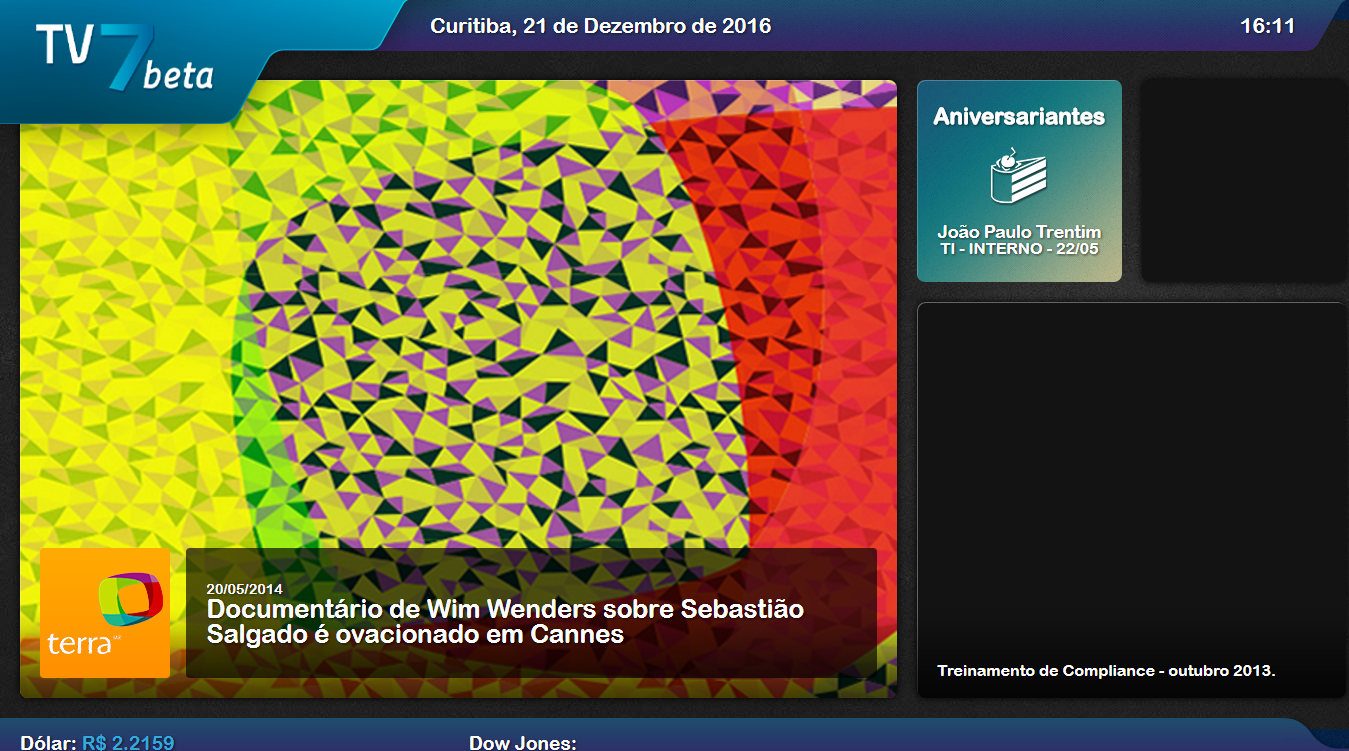 TV7beta
Curitiba, 21 de Dezembro de 2016
16:11
Aniversariantes
João Paulo Trentim
TI - INTERNO - 22/05
terra
20/05/2014
Documentário de Wim Wenders sobre Sebastião
Salgado é ovacionado em Cannes
Treinamento de Compliance - outubro 2013.
Dólar: R$ 2.2159
Dow Jones: